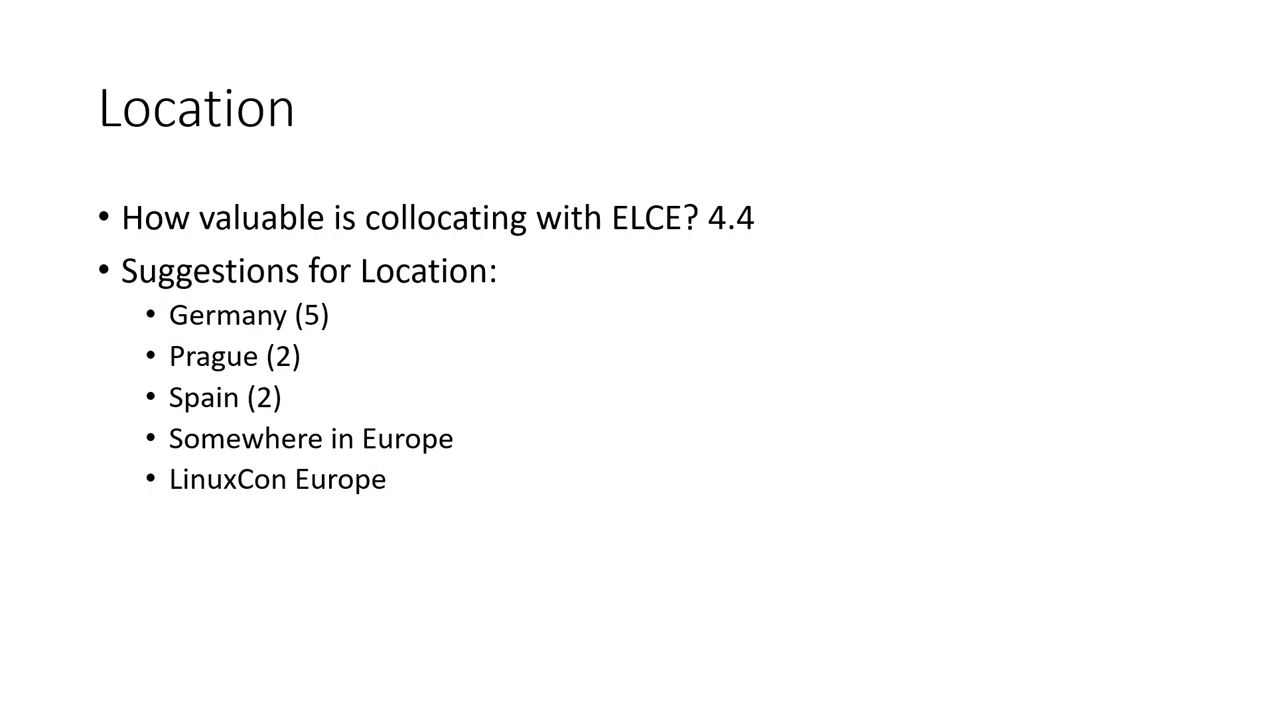 Location
• How valuable is collocating with ELCE? 4.4
• Suggestions for Location:
• Germany (5)
• Prague (2)
• Spain (2)
• Somewhere in Europe
• LinuxCon Europe